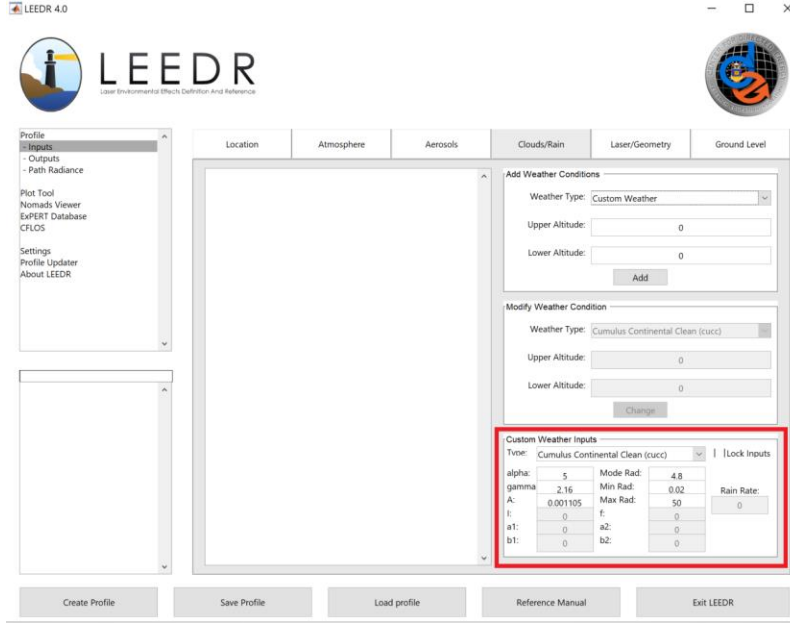 LEEDR 4.0
LEEDR
Laser Environmental Effects Definition And Reference
Profile
- Inputs
- Outputs
- Path Radiance
Plot Tool
Nomads Viewer
ExPERT Database
CFLOS
Settings
Profile Updater
About LEEDR
Location
Atmosphere
Aerosols
Clouds/Rain
Laser/Geometry
Ground Level
Add Weather Conditions
Weather Type: Custom Weather
Upper Altitude: 0
Lower Altitude: 0
Add
Modify Weather Condition
Weather Type: Cumulus Continental Clean (cucc)
Upper Altitude: 0
Lower Altitude: 0
Change
Custom Weather Inputs
Type: Cumulus Continental Clean (cucc) Lock Inputs
alpha: 5 Mode Rad: 4.8
gamma 2.16 Min Rad: 0.02 Rain Rate:
A: 0.001105 Max Rad: 50 0
l: 0 f: 0
a1: 0 a2: 0
b1: 0 b2: 0
Create Profile
Save Profile
Load profile
Reference Manual
Exit LEEDR